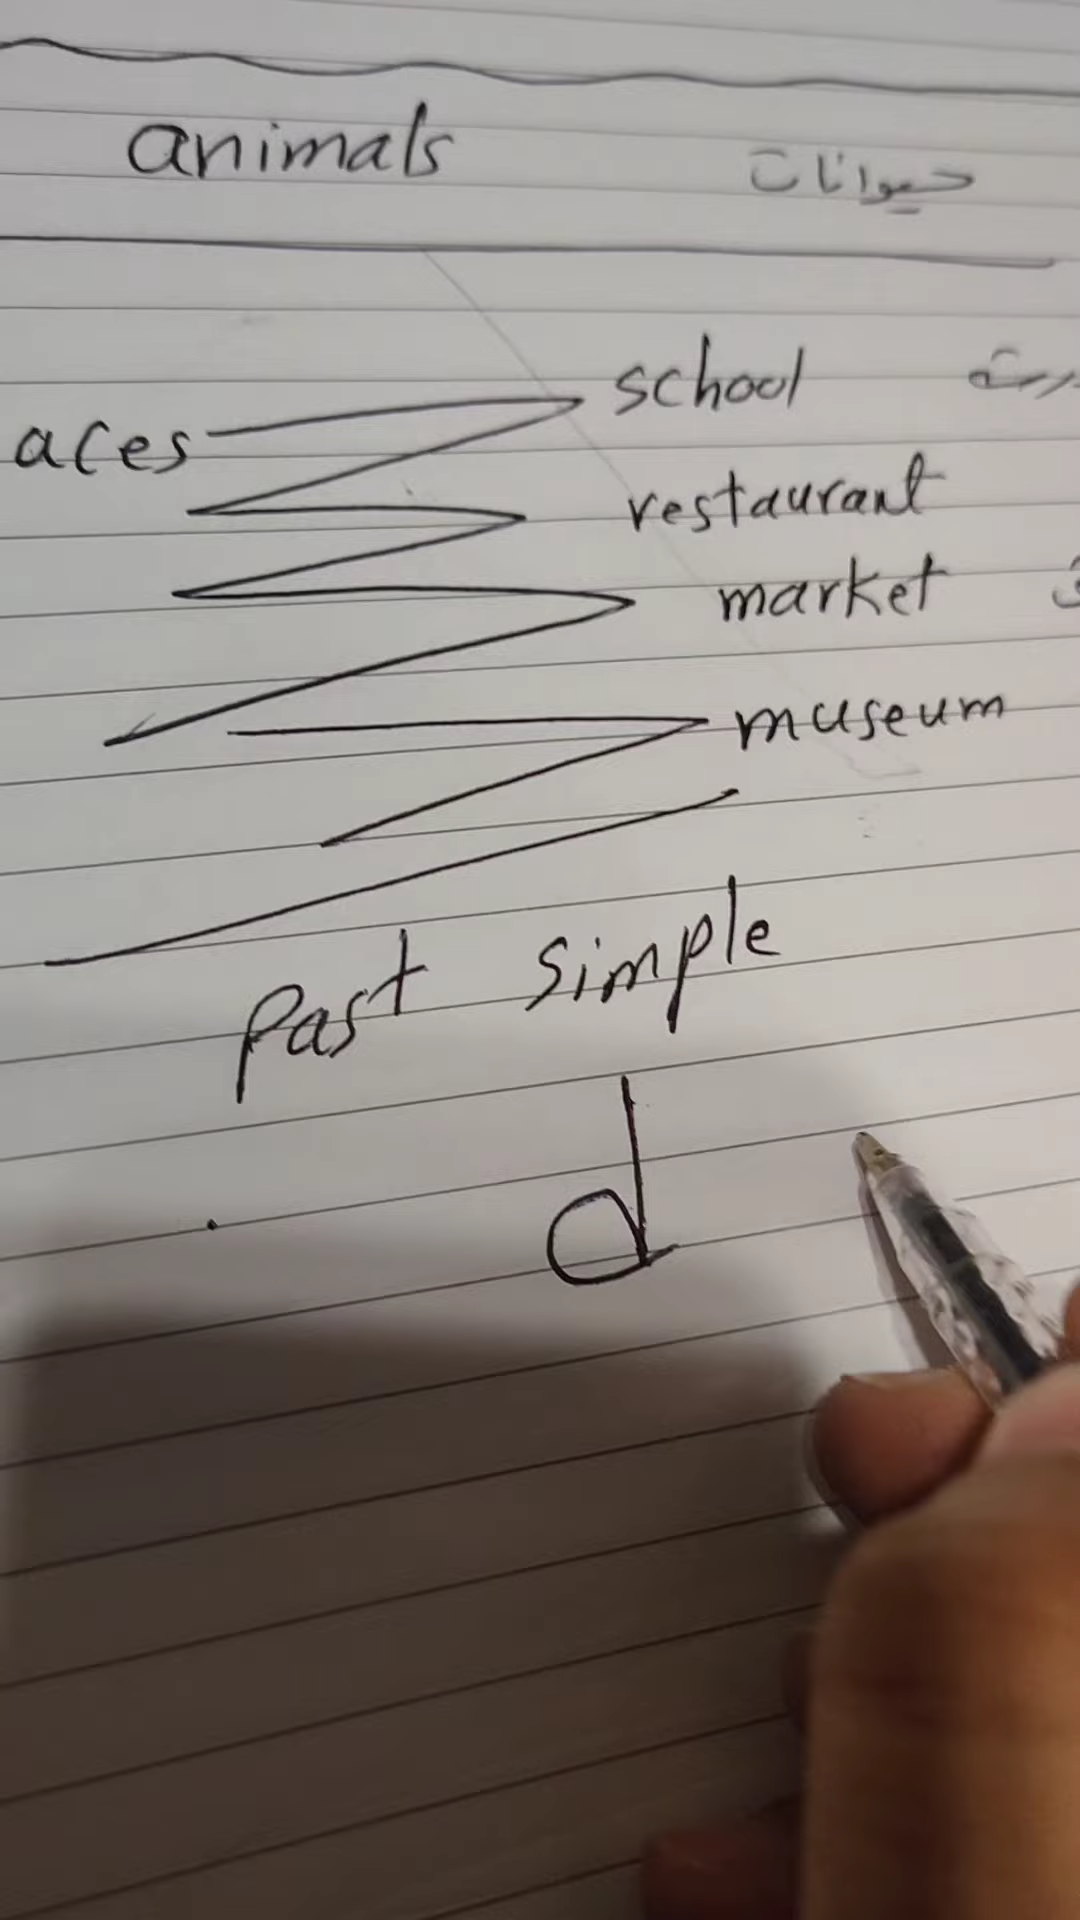 animals حيوانات
aces school
restaurant
market
museum
Past simple
d